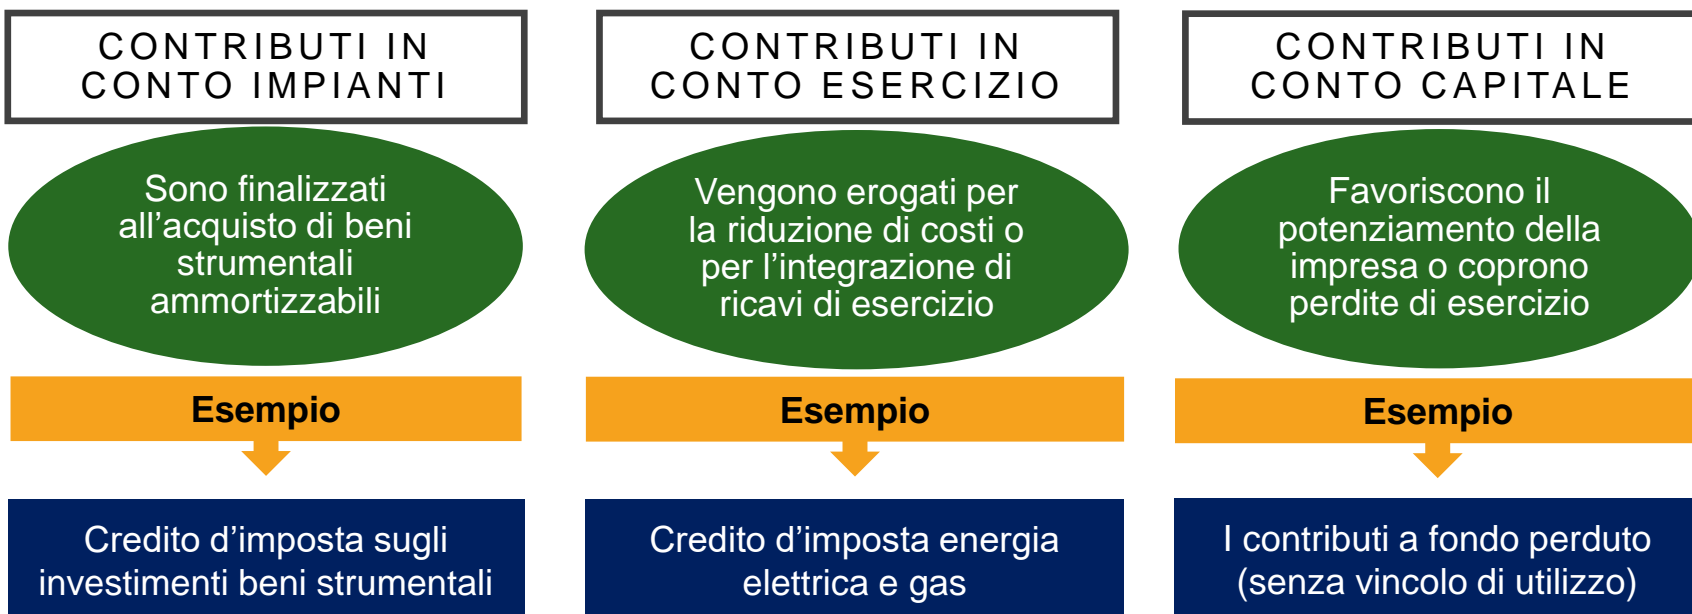 CONTRIBUTI IN
CONTO IMPIANTI
Sono finalizzati
all’acquisto di beni
strumentali
ammortizzabili
Esempio
Credito d’imposta sugli
investimenti beni strumentali
CONTRIBUTI IN
CONTO ESERCIZIO
Vengono erogati per
la riduzione di costi o
per l’integrazione di
ricavi di esercizio
Esempio
Credito d’imposta energia
elettrica e gas
CONTRIBUTI IN
CONTO CAPITALE
Favoriscono il
potenziamento della
impresa o coprono
perdite di esercizio
Esempio
I contributi a fondo perduto
(senza vincolo di utilizzo)